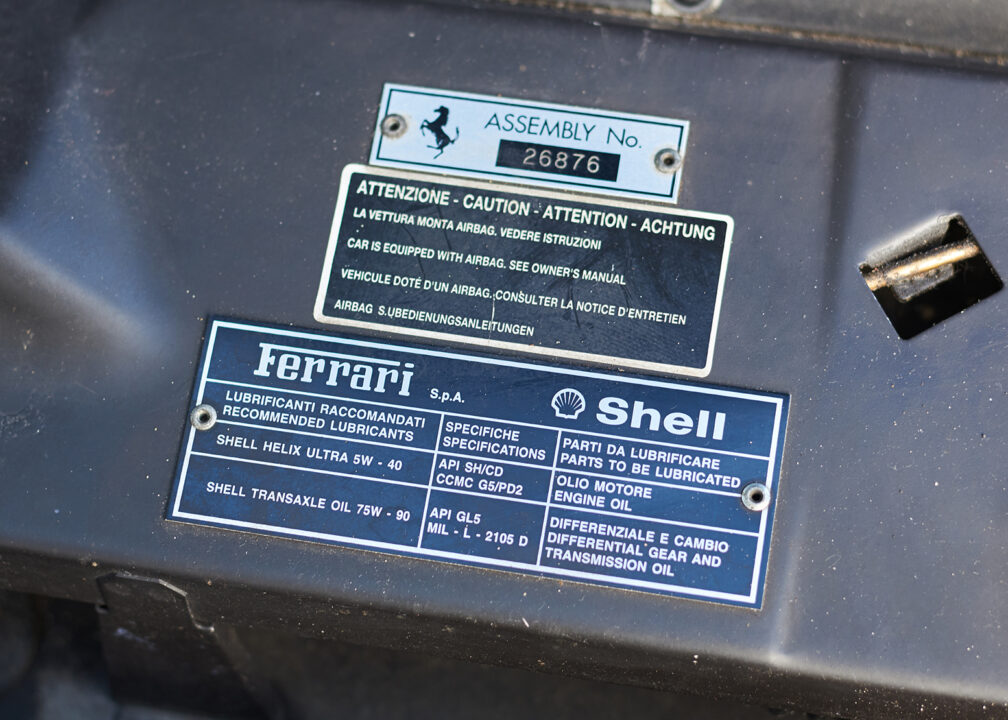 ASSEMBLY No.
26876
ATTENZIONE - CAUTION - ATTENTION - ACHTUNG
LA VETTURA MONTA AIRBAG. VEDERE ISTRUZIONI
CAR IS EQUIPPED WITH AIRBAG. SEE OWNER'S MANUAL
VEHICULE DOTÉ D'UN AIRBAG. CONSULTER LA NOTICE D'ENTRETIEN
AIRBAG S.UBEDIENUNGSANLEITUNGEN
Ferrari S.p.A.
Shell
LUBRIFICANTI RACCOMANDATI
RECOMMENDED LUBRICANTS
SPECIFICHE
SPECIFICATIONS
PARTI DA LUBRIFICARE
PARTS TO BE LUBRICATED
SHELL HELIX ULTRA 5W - 40
API SH/CD
CCMC G5/PD2
OLIO MOTORE
ENGINE OIL
SHELL TRANSAXLE OIL 75W - 90
API GL5
MIL - L - 2105 D
DIFFERENZIALE E CAMBIO
DIFFERENTIAL GEAR AND
TRANSMISSION OIL